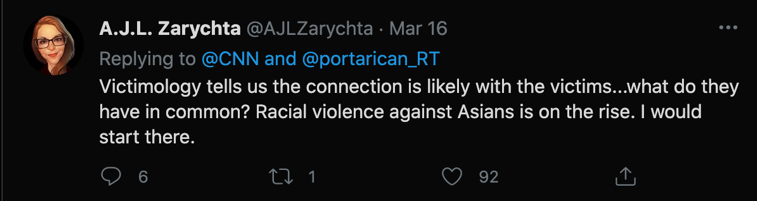 A.J.L. Zarychta @AJLZarychta · Mar 16
Replying to @CNN and @portarican_RT
Victimology tells us the connection is likely with the victims...what do they
have in common? Racial violence against Asians is on the rise. I would
start there.
6 1 92